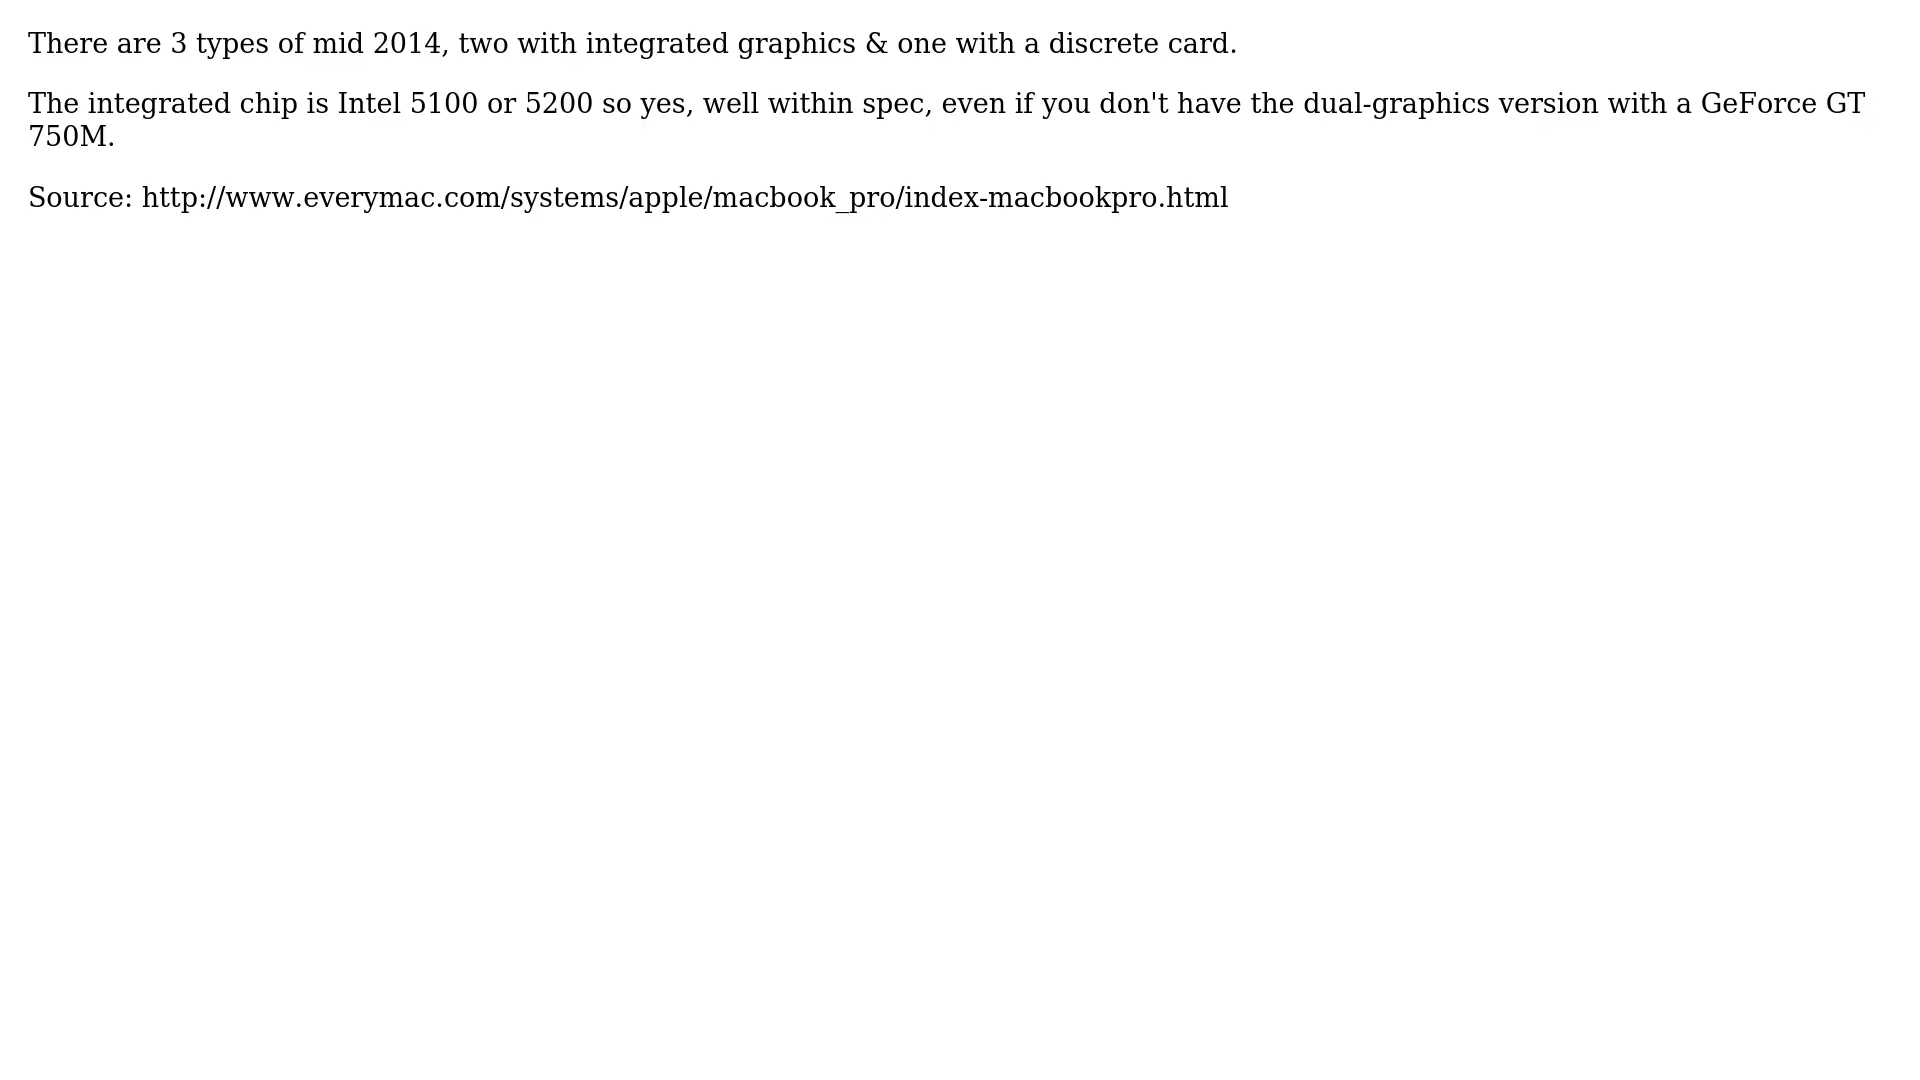 There are 3 types of mid 2014, two with integrated graphics & one with a discrete card.
The integrated chip is Intel 5100 or 5200 so yes, well within spec, even if you don't have the dual-graphics version with a GeForce GT
750M.
Source: http://www.everymac.com/systems/apple/macbook_pro/index-macbookpro.html